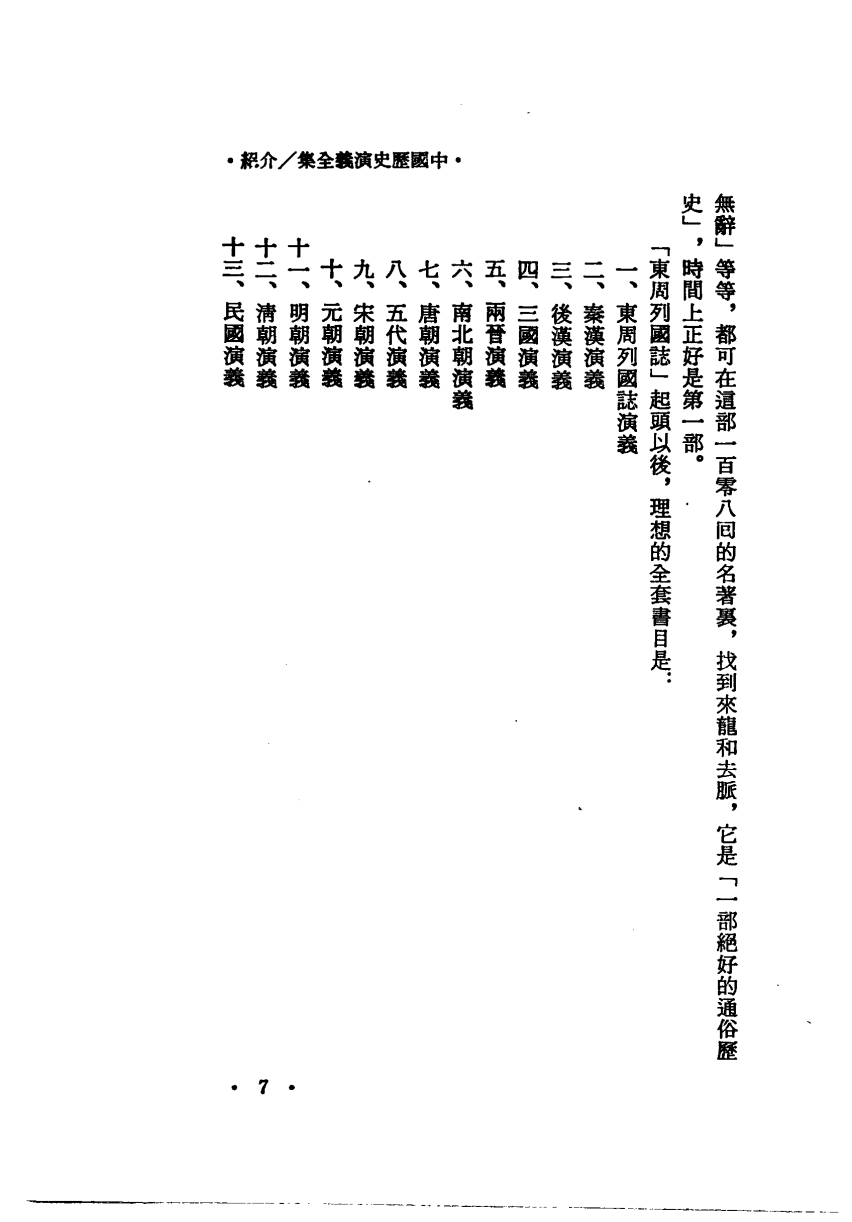 ·中國歷史演義全集／介紹·
無辭」等等，都可在這部一百零八回的名著裏，找到來龍和去脈，它是「一部絕好的通俗歷
史」，時間上正好是第一部。
「東周列國誌」起頭以後，理想的全套書目是：
一、東周列國誌演義
二、秦漢演義
三、後漢演義
四、三國演義
五、兩晉演義
六、南北朝演義
七、唐朝演義
八、五代演義
九、宋朝演義
十、元朝演義
十一、明朝演義
十二、清朝演義
十三、民國演義
· 7 ·